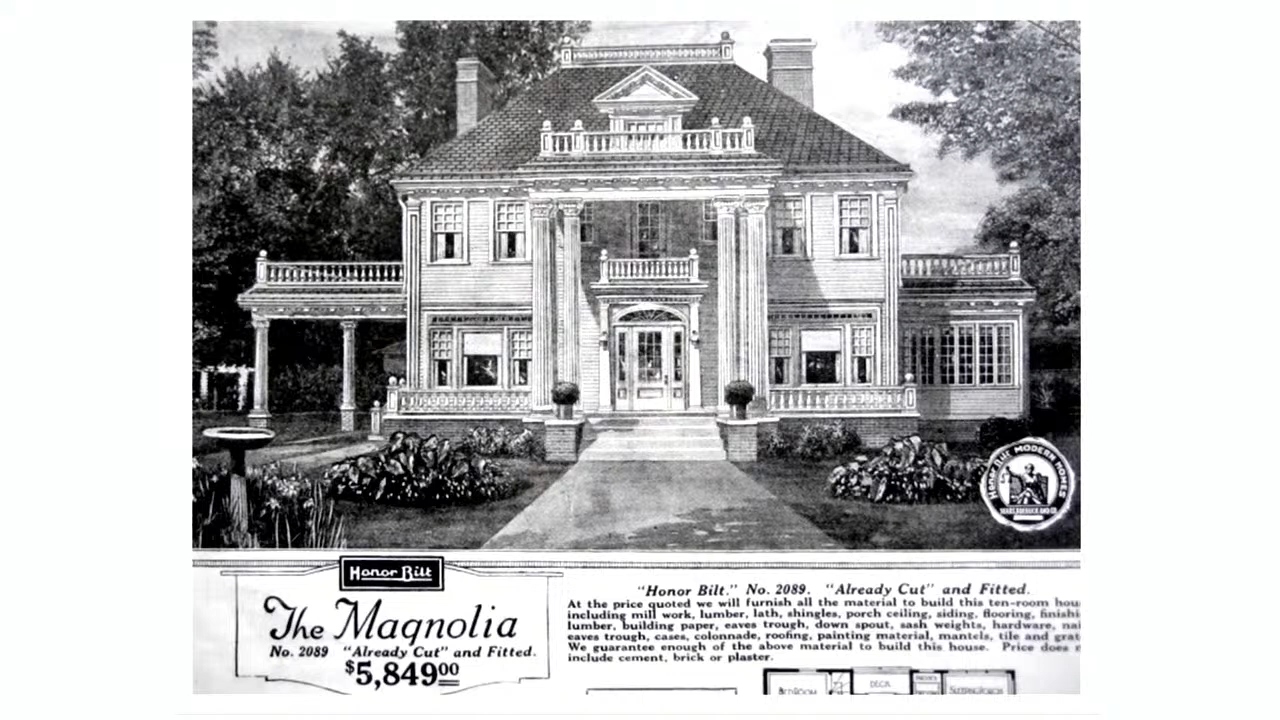 HONOR BILT MODERN HOMES
SEARS, ROEBUCK AND CO.
Honor Bilt
The Magnolia
No. 2089 "Already Cut" and Fitted.
$5,849.00
"Honor Bilt." No. 2089. "Already Cut" and Fitted.
At the price quoted we will furnish all the material to build this ten-room hou
including mill work, lumber, lath, shingles, porch ceiling, siding, flooring, finishi
lumber, building paper, eaves trough, down spout, sash weights, hardware, nai
eaves trough, cases, colonnade, roofing, painting material, mantels, tile and grat
We guarantee enough of the above material to build this house. Price does n
include cement, brick or plaster.
BEDROOM
DECK
SLEEPING PORCH